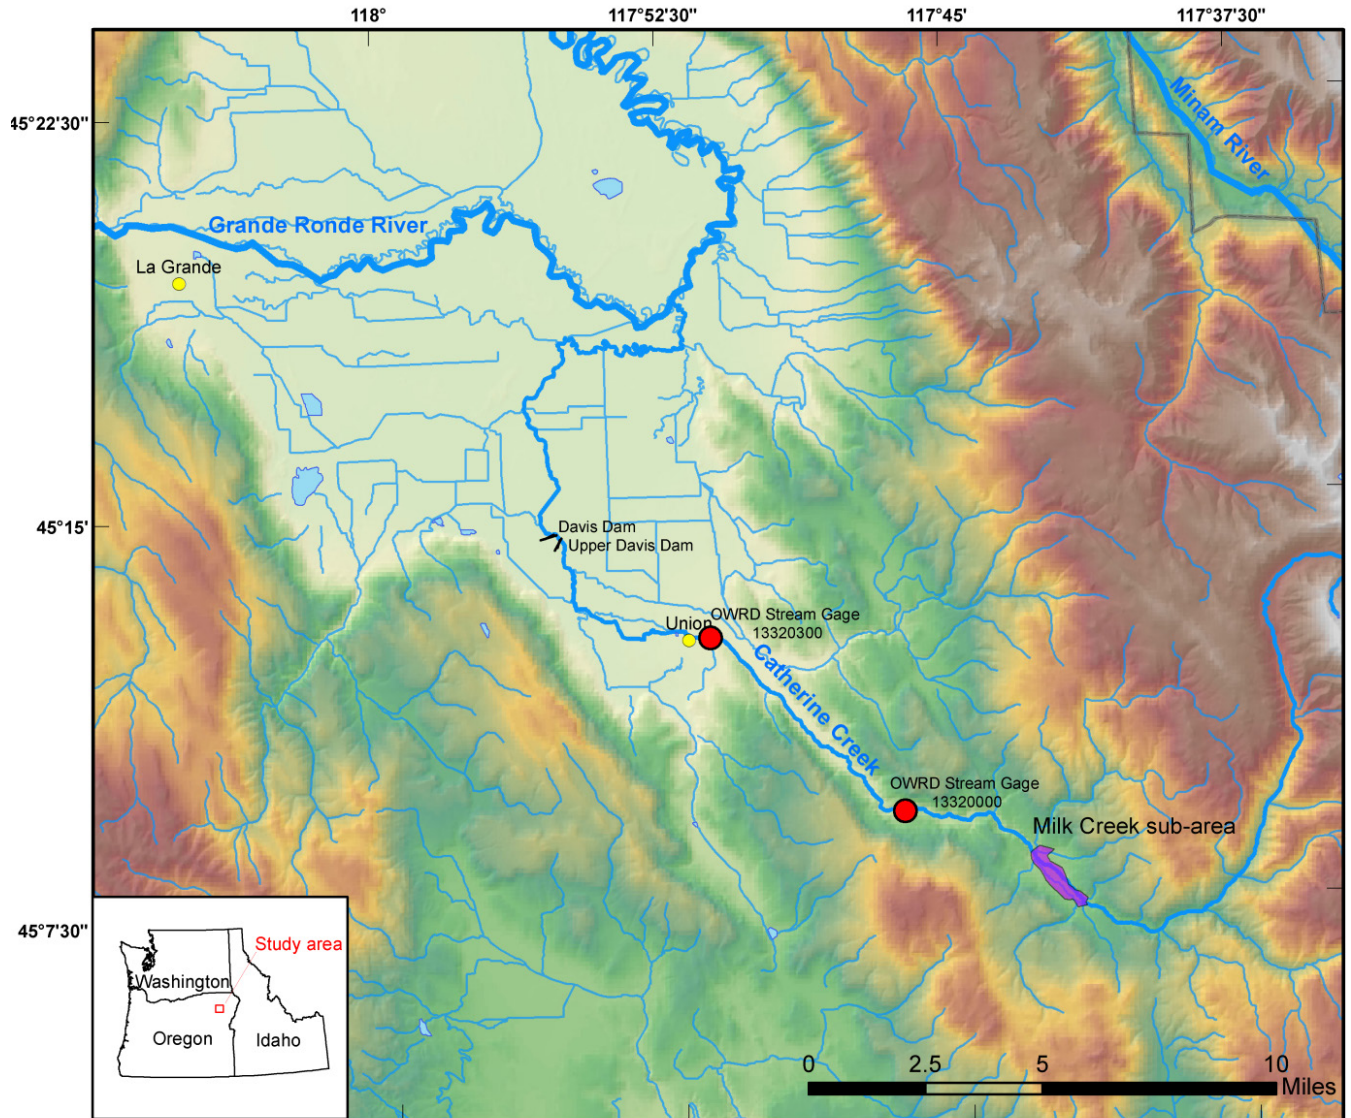 118°
117°52'30"
117°45'
117°37'30"
45°22'30"
Minam River
Grande Ronde River
La Grande
45°15'
Davis Dam
Upper Davis Dam
Union
OWRD Stream Gage
13320300
Catherine Creek
OWRD Stream Gage
13320000
Milk Creek sub-area
45°7'30"
Study area
Washington
Oregon
Idaho
0 2.5 5 10
Miles